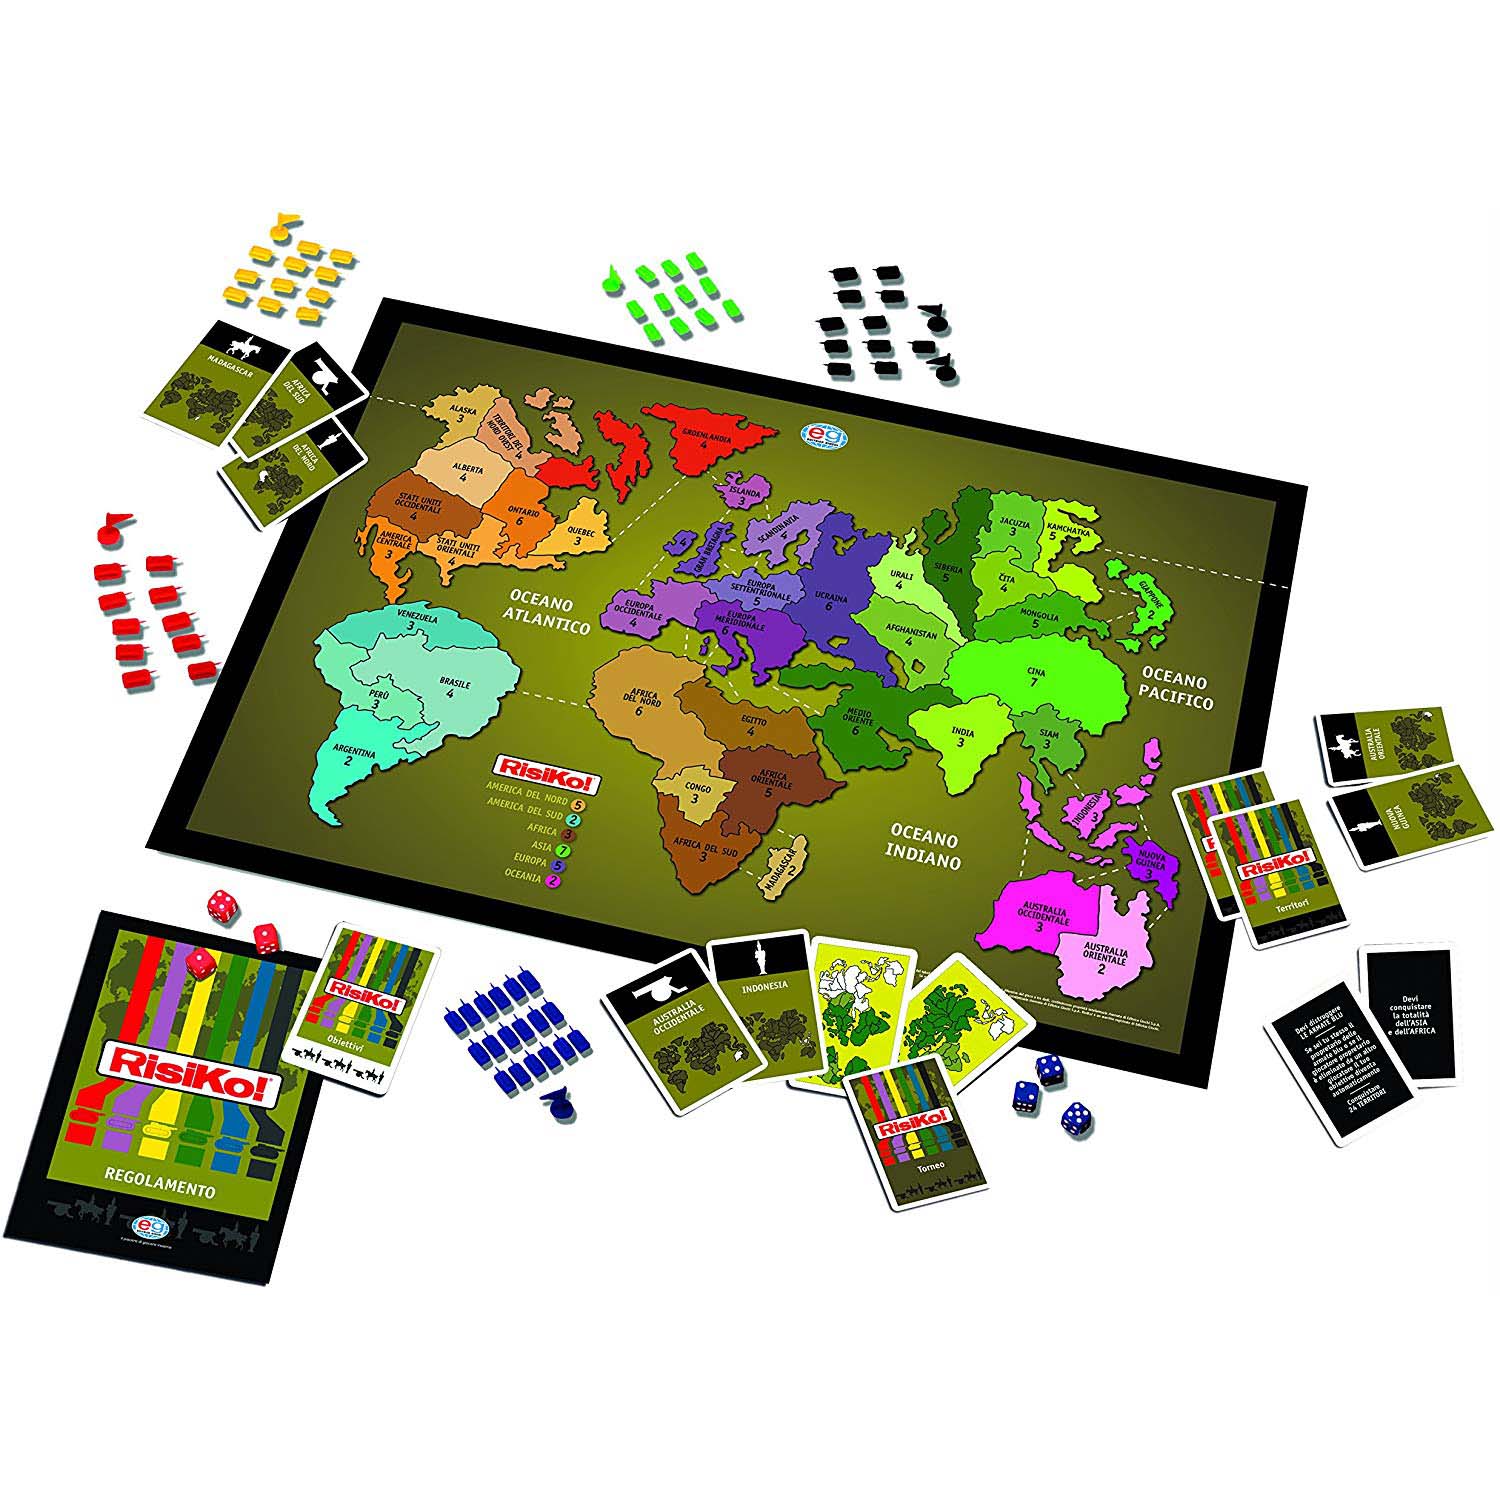 MADAGASCAR
AFRICA
DEL SUD
AFRICA
DEL NORD
eg
ALASKA
3
TERRITORI DEL
NORD OVEST
4
GROENLANDIA
4
ALBERTA
4
STATI UNITI
OCCIDENTALI
4
ONTARIO
6
QUEBEC
3
AMERICA
CENTRALE
3
STATI UNITI
ORIENTALI
4
ISLANDA
3
SCANDINAVIA
4
GRAN BRETAGNA
4
EUROPA
SETTENTRIONALE
5
UCRAINA
6
EUROPA
OCCIDENTALE
4
EUROPA
MERIDIONALE
6
URALI
4
SIBERIA
5
JACUZIA
3
KAMCHATKA
5
ČITA
4
GIAPPONE
2
MONGOLIA
5
AFGHANISTAN
4
CINA
7
MEDIO
ORIENTE
6
INDIA
3
SIAM
3
OCEANO
ATLANTICO
OCEANO
PACIFICO
OCEANO
INDIANO
VENEZUELA
3
BRASILE
4
PERÙ
3
ARGENTINA
2
AFRICA
DEL NORD
6
EGITTO
4
CONGO
3
AFRICA
ORIENTALE
5
AFRICA DEL SUD
3
MADAGASCAR
2
INDONESIA
3
NUOVA
GUINEA
3
AUSTRALIA
OCCIDENTALE
3
AUSTRALIA
ORIENTALE
2
RisiKo!
AMERICA DEL NORD 5
AMERICA DEL SUD 2
AFRICA 3
ASIA 7
EUROPA 5
OCEANIA 2
AUSTRALIA
ORIENTALE
NUOVA
GUINEA
RisiKo!
Territori
RisiKo!
REGOLAMENTO
eg
RisiKo!
Obiettivi
AUSTRALIA
OCCIDENTALE
INDONESIA
RisiKo!
Torneo
Devi distruggere
LE ARMATE BLU
Se sei tu stesso il
proprietario delle
armate blu e se il
giocatore proprietario
è eliminato da un altro
giocatore il tuo
obiettivo diventa
automaticamente
Conquistare
24 TERRITORI
Devi
conquistare
la totalità
dell'ASIA
e dell'AFRICA